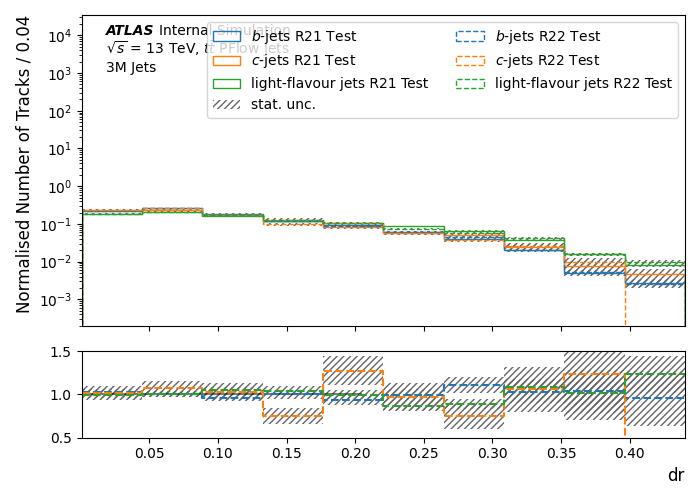 ATLAS Internal Simulation
√s = 13 TeV, tt PFlow Jets
3M Jets
b-jets R21 Test
c-jets R21 Test
light-flavour jets R21 Test
stat. unc.
b-jets R22 Test
c-jets R22 Test
light-flavour jets R22 Test
Normalised Number of Tracks / 0.04
10⁴
10³
10²
10¹
10⁰
10⁻¹
10⁻²
10⁻³
1.5
1.0
0.5
0.05 0.10 0.15 0.20 0.25 0.30 0.35 0.40
dr